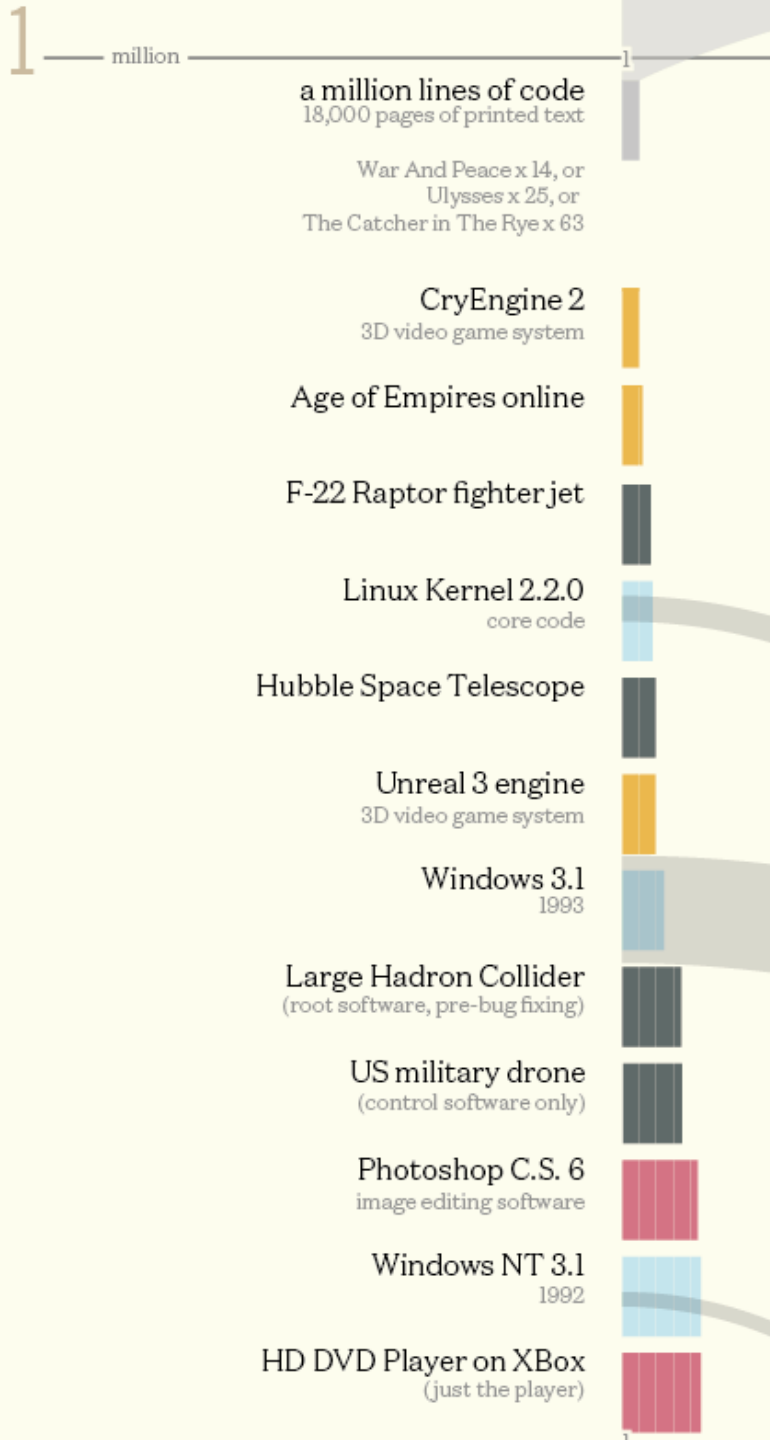 1
million
1
a million lines of code
18,000 pages of printed text
War And Peace x 14, or
Ulysses x 25, or
The Catcher in The Rye x 63
CryEngine 2
3D video game system
Age of Empires online
F-22 Raptor fighter jet
Linux Kernel 2.2.0
core code
Hubble Space Telescope
Unreal 3 engine
3D video game system
Windows 3.1
1993
Large Hadron Collider
(root software, pre-bug fixing)
US military drone
(control software only)
Photoshop C.S. 6
image editing software
Windows NT 3.1
1992
HD DVD Player on XBox
(just the player)